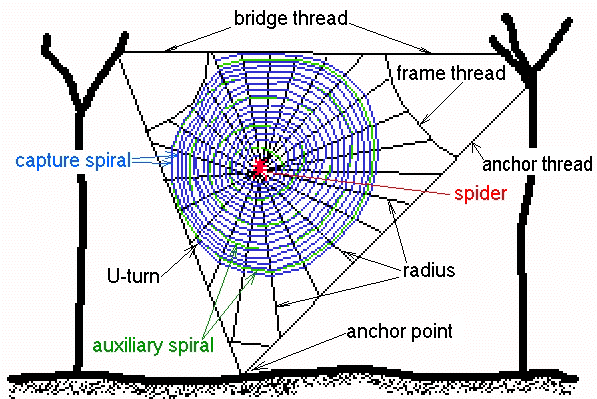 bridge thread
frame thread
capture spiral
anchor thread
spider
U-turn
radius
auxiliary spiral
anchor point